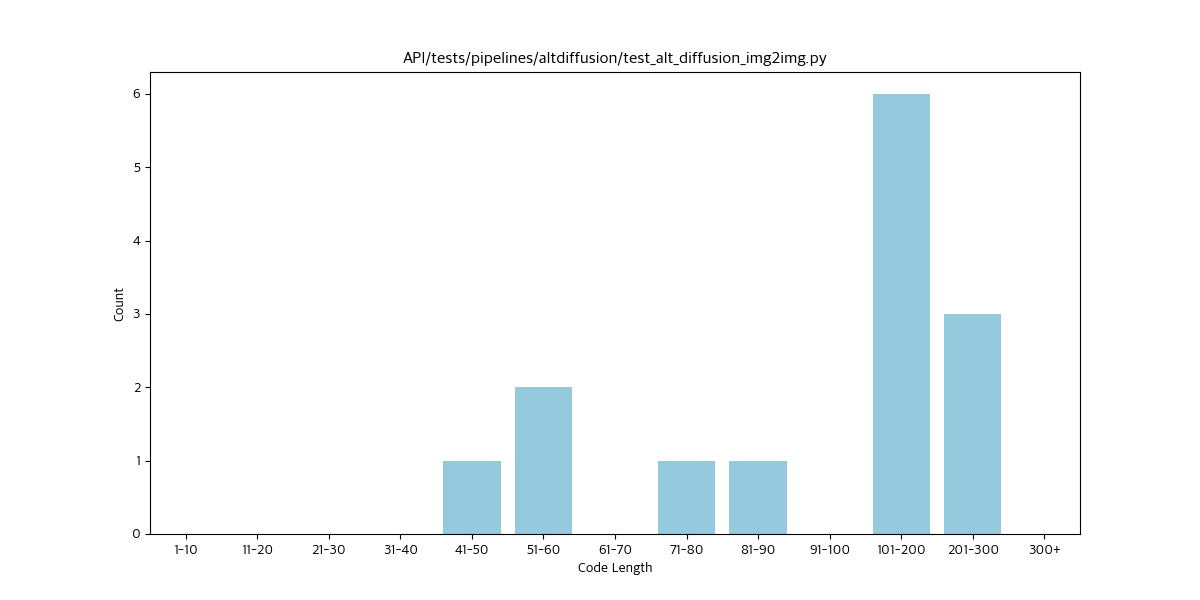 API/tests/pipelines/altdiffusion/test_alt_diffusion_img2img.py
6
5
4
3
2
1
0
Count
1-10 11-20 21-30 31-40 41-50 51-60 61-70 71-80 81-90 91-100 101-200 201-300 300+
Code Length